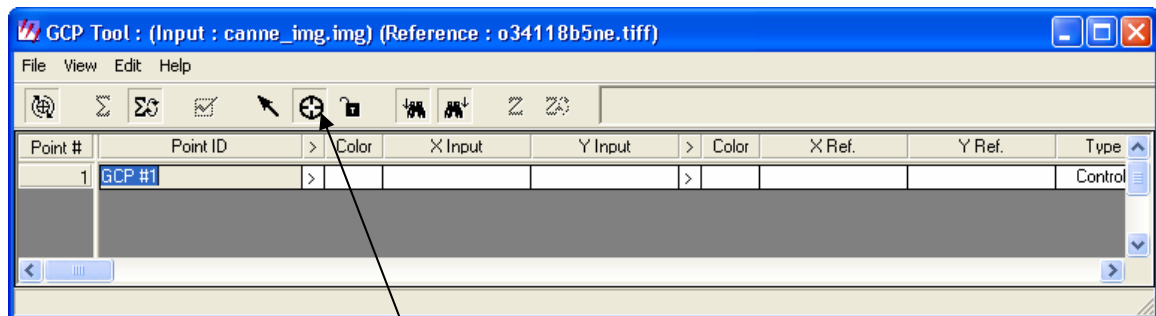 GCP Tool : (Input : canne_img.img) (Reference : o34118b5ne.tiff)
File View Edit Help
Σ Σ Z Z
Point # Point ID > Color X Input Y Input > Color X Ref. Y Ref. Type
1 GCP #1 > > Control